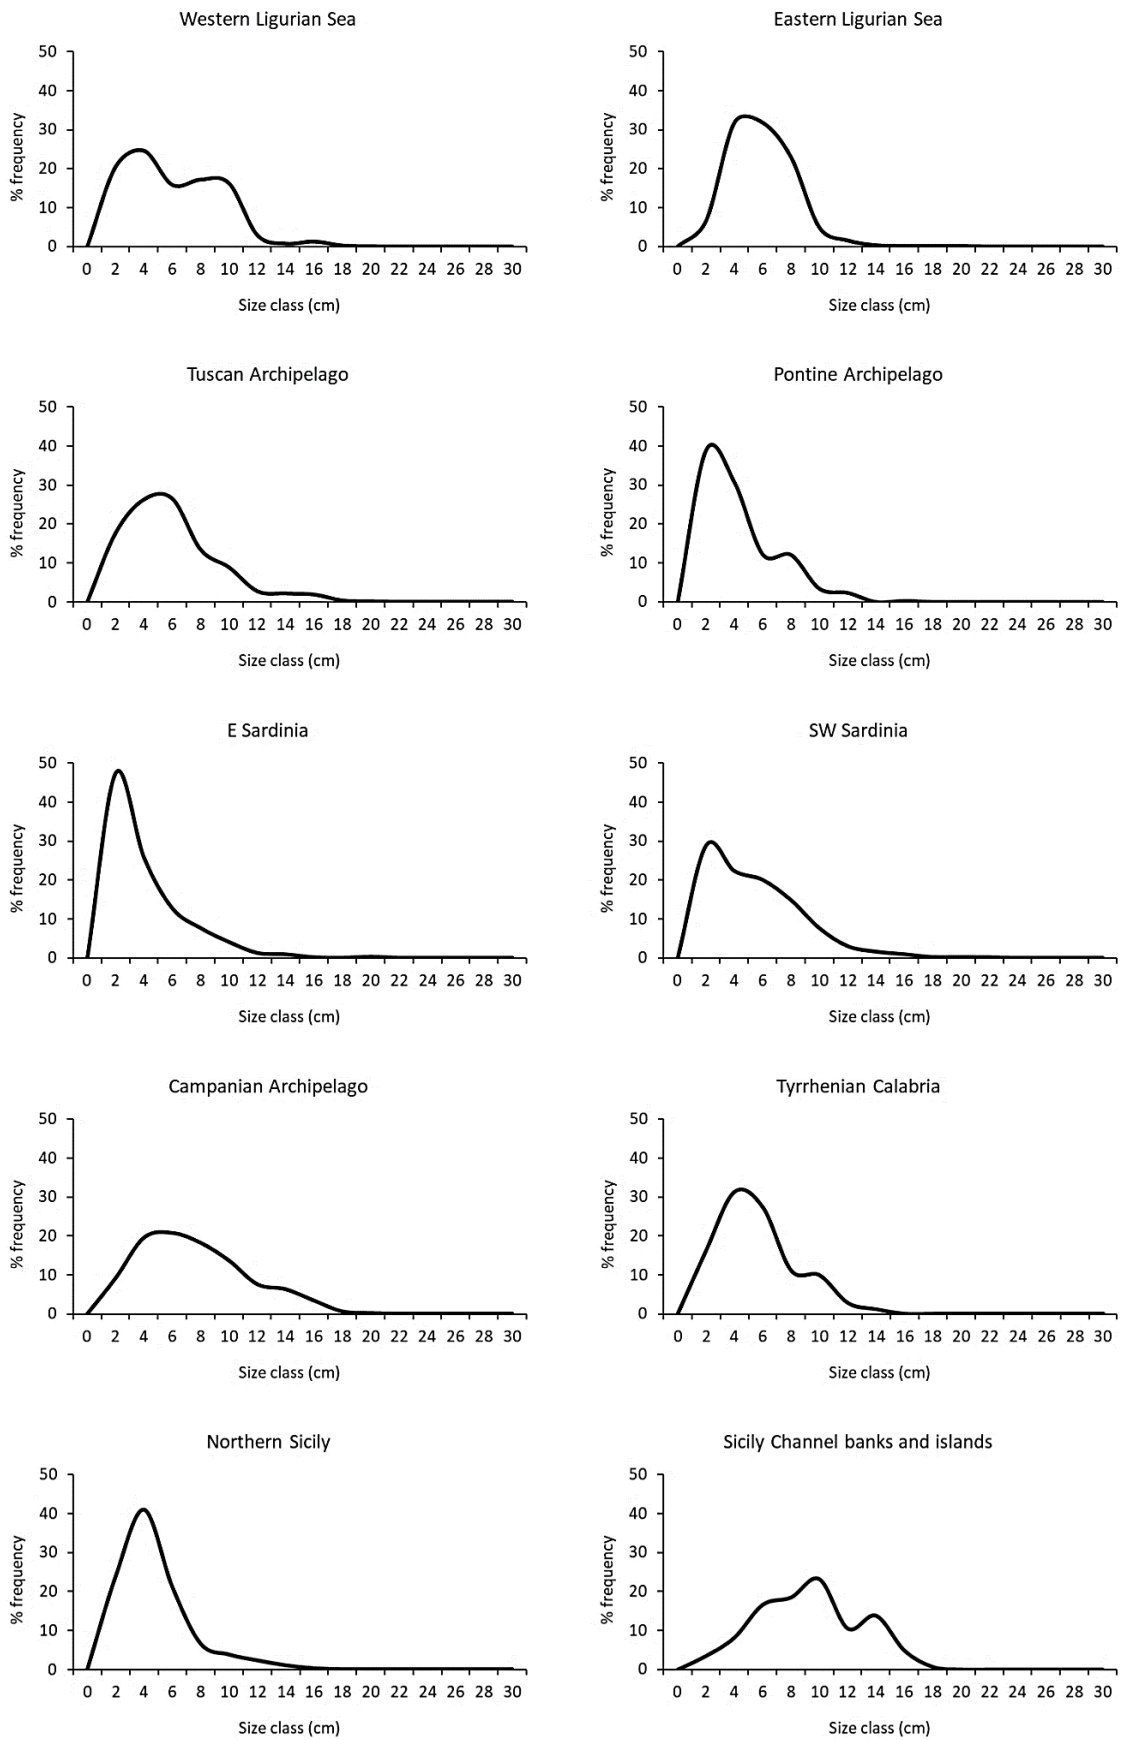 Western Ligurian Sea
50
40
30
20
10
0
% frequency
0 2 4 6 8 10 12 14 16 18 20 22 24 26 28 30
Size class (cm)
Eastern Ligurian Sea
50
40
30
20
10
0
% frequency
0 2 4 6 8 10 12 14 16 18 20 22 24 26 28 30
Size class (cm)
Tuscan Archipelago
50
40
30
20
10
0
% frequency
0 2 4 6 8 10 12 14 16 18 20 22 24 26 28 30
Size class (cm)
Pontine Archipelago
50
40
30
20
10
0
% frequency
0 2 4 6 8 10 12 14 16 18 20 22 24 26 28 30
Size class (cm)
E Sardinia
50
40
30
20
10
0
% frequency
0 2 4 6 8 10 12 14 16 18 20 22 24 26 28 30
Size class (cm)
SW Sardinia
50
40
30
20
10
0
% frequency
0 2 4 6 8 10 12 14 16 18 20 22 24 26 28 30
Size class (cm)
Campanian Archipelago
50
40
30
20
10
0
% frequency
0 2 4 6 8 10 12 14 16 18 20 22 24 26 28 30
Size class (cm)
Tyrrhenian Calabria
50
40
30
20
10
0
% frequency
0 2 4 6 8 10 12 14 16 18 20 22 24 26 28 30
Size class (cm)
Northern Sicily
50
40
30
20
10
0
% frequency
0 2 4 6 8 10 12 14 16 18 20 22 24 26 28 30
Size class (cm)
Sicily Channel banks and islands
50
40
30
20
10
0
% frequency
0 2 4 6 8 10 12 14 16 18 20 22 24 26 28 30
Size class (cm)